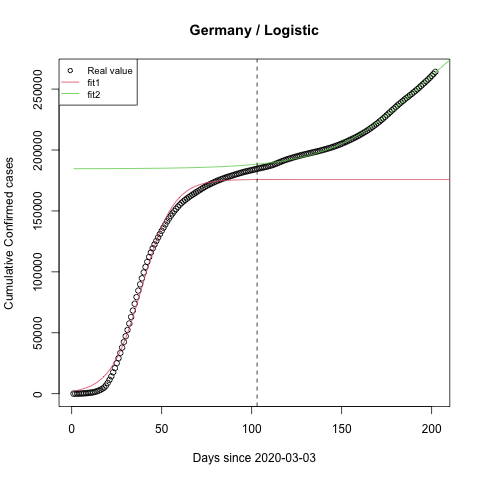 Germany / Logistic
Real value
fit1
fit2
Cumulative Confirmed cases
250000
200000
150000
100000
50000
0
0 50 100 150 200
Days since 2020-03-03